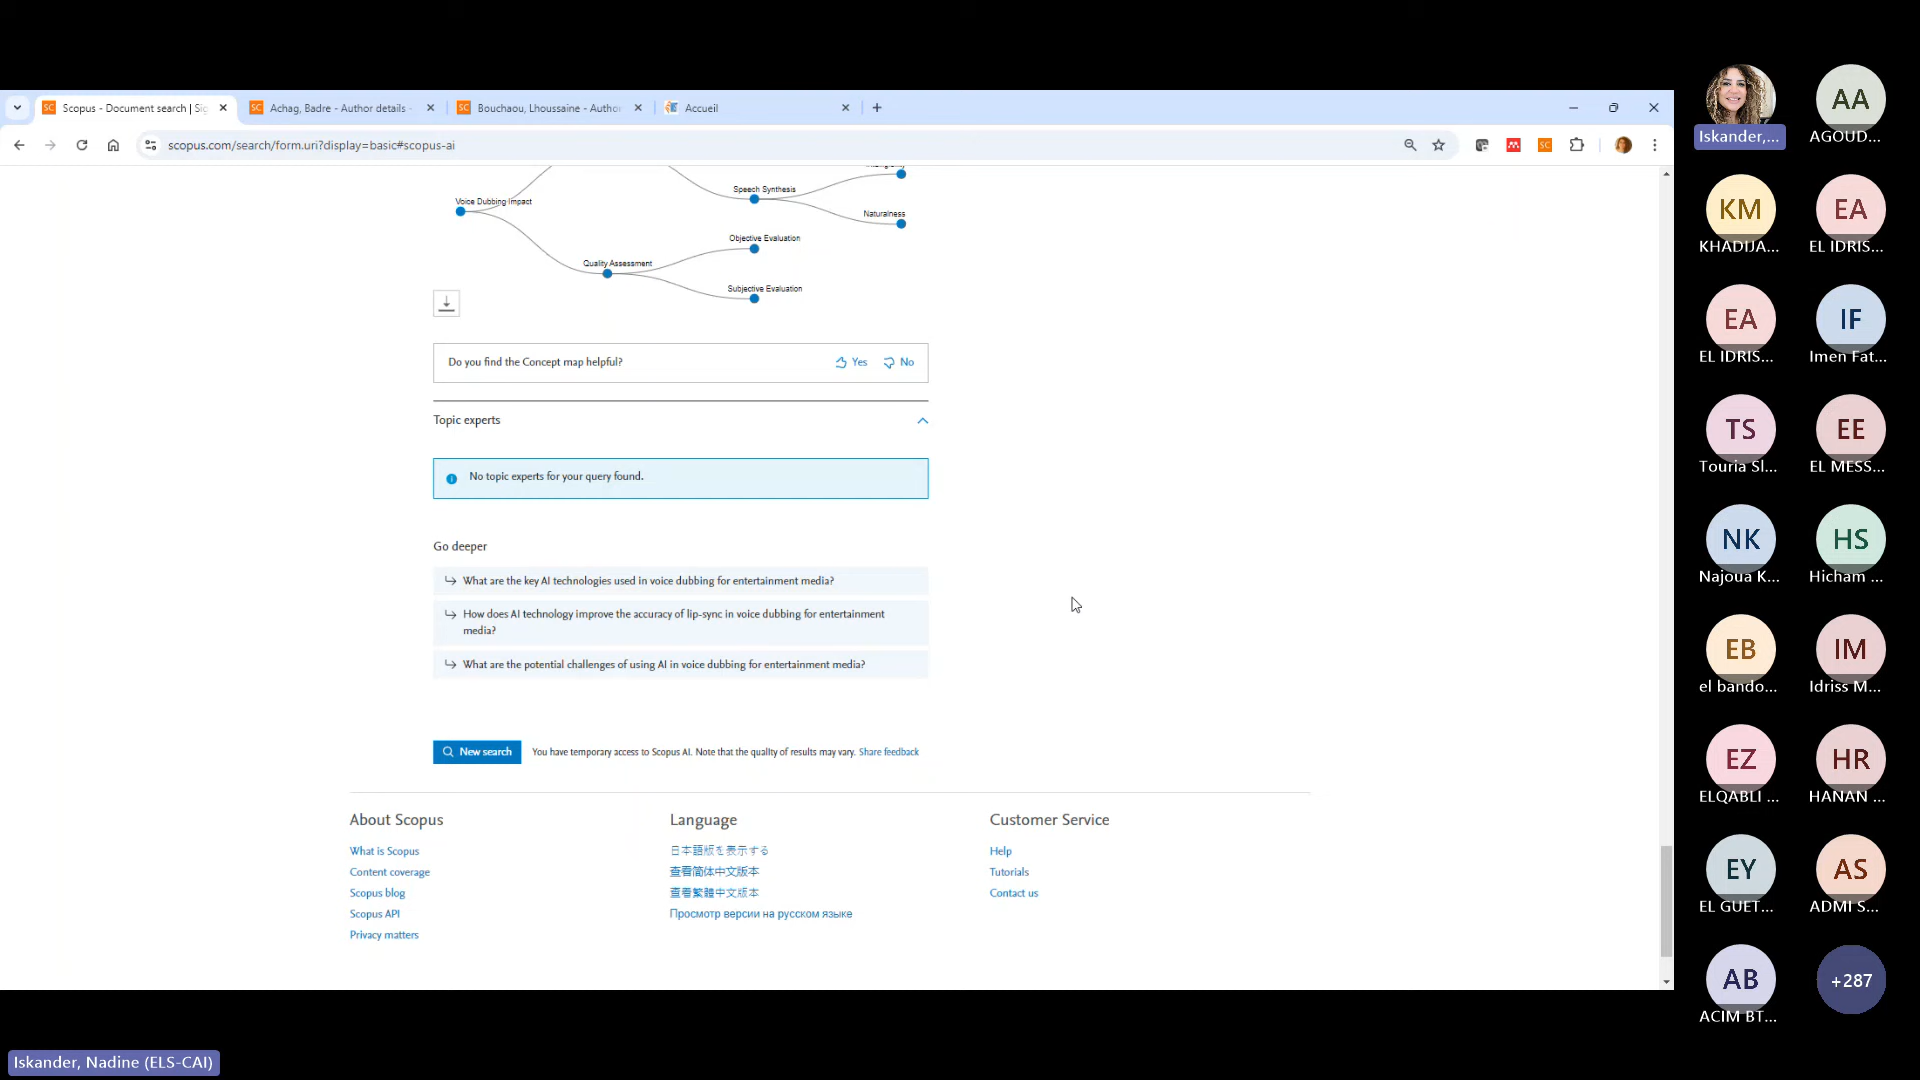 Scopus - Document search | Sig
Achag, Badre - Author details -
Bouchaou, Lhoussaine - Author
Accueil
scopus.com/search/form.uri?display=basic#scopus-ai
Speech Synthesis
Voice Dubbing Impact
Naturalness
Objective Evaluation
Quality Assessment
Subjective Evaluation
Do you find the Concept map helpful?
Yes
No
Topic experts
No topic experts for your query found.
Go deeper
What are the key AI technologies used in voice dubbing for entertainment media?
How does AI technology improve the accuracy of lip-sync in voice dubbing for entertainment
media?
What are the potential challenges of using AI in voice dubbing for entertainment media?
New search
You have temporary access to Scopus AI. Note that the quality of results may vary. Share feedback
About Scopus
What is Scopus
Content coverage
Scopus blog
Scopus API
Privacy matters
Language
日本語版を表示する
查看简体中文版本
查看繁體中文版本
Просмотр версии на русском языке
Customer Service
Help
Tutorials
Contact us
Iskander,...
AA
AGOUD...
KM
KHADIJA...
EA
EL IDRIS...
EA
EL IDRIS...
IF
Imen Fat...
TS
Touria Sl...
EE
EL MESS...
NK
Najoua K...
HS
Hicham ...
EB
el bando...
IM
Idriss M...
EZ
ELQABLI ...
HR
HANAN ...
EY
EL GUET...
AS
ADMI S...
AB
ACIM BT...
+287
Iskander, Nadine (ELS-CAI)